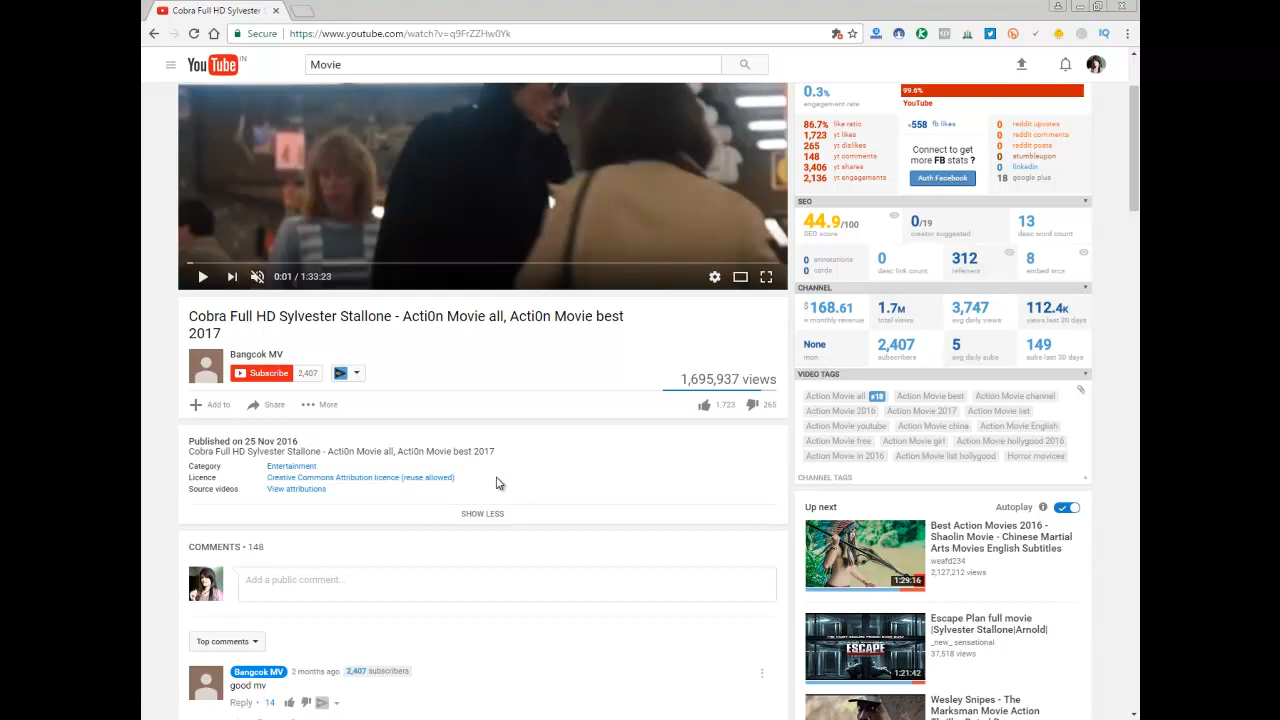 Cobra Full HD Sylvester
Secure
https://www.youtube.com/watch?v=q9FrZZHw0Yk
YouTube IN
Movie
0:01 / 1:33:23
Cobra Full HD Sylvester Stallone - Acti0n Movie all, Acti0n Movie best
2017
Bangcok MV
Subscribe 2,407
1,695,937 views
Add to Share More
1,723 265
Published on 25 Nov 2016
Cobra Full HD Sylvester Stallone - Acti0n Movie all, Acti0n Movie best 2017
Category Entertainment
Licence Creative Commons Attribution licence (reuse allowed)
Source videos View attributions
SHOW LESS
COMMENTS • 148
Add a public comment...
Top comments
Bangcok MV 2 months ago 2,407 subscribers
good mv
Reply • 14
0.3% 99.6%
engagement rate YouTube
86.7% like ratio
1,723 yt likes
265 yt dislikes
148 yt comments
3,406 yt shares
2,136 yt engagements
558 fb likes
Connect to get
more FB stats ?
Auth Facebook
0 reddit upvotes
0 reddit comments
0 reddit posts
0 stumbleupon
0 linkedin
18 google plus
SEO
44.9/100 0/19 13
SEO score creator suggested desc word count
0 annotations 0 312 8
0 cards desc link count referrers embed srcs
CHANNEL
$168.61 1.7M 3,747 112.4K
≈ monthly revenue total views avg daily views views last 30 days
None 2,407 5 149
mcn subscribers avg daily subs subs last 30 days
VIDEO TAGS
Action Movie all #18 Action Movie best Action Movie channel
Action Movie 2016 Action Movie 2017 Action Movie list
Action Movie youtube Action Movie china Action Movie English
Action Movie free Action Movie girl Action Movie hollygood 2016
Action Movie in 2016 Action Movie list hollygood Horror movices
CHANNEL TAGS
Up next Autoplay
Best Action Movies 2016 -
Shaolin Movie - Chinese Martial
Arts Movies English Subtitles
weafd234
2,127,212 views
1:29:16
Escape Plan full movie
|Sylvester Stallone|Arnold|
_new_ sensational
37,518 views
ESCAPE
1:21:42
Wesley Snipes - The
Marksman Movie Action